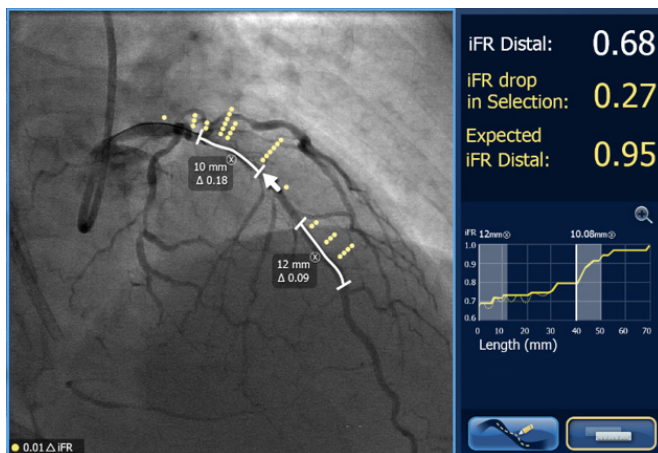 iFR Distal: 0.68
iFR drop
in Selection: 0.27
Expected
iFR Distal: 0.95
10 mm ⓧ
Δ 0.18
12 mm ⓧ
Δ 0.09
0.01 Δ iFR
iFR 12mmⓧ 10.08mmⓧ
1.0
0.9
0.8
0.7
0.6
0 10 20 30 40 50 60 70
Length (mm)